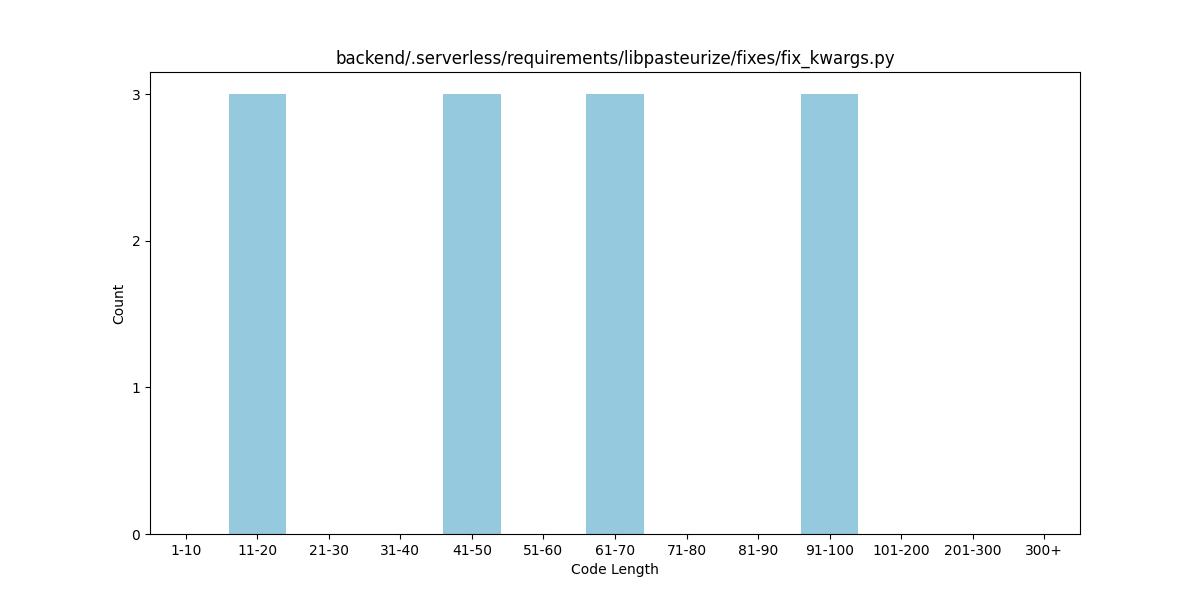 backend/.serverless/requirements/libpasteurize/fixes/fix_kwargs.py
3
2
1
0
Count
1-10 11-20 21-30 31-40 41-50 51-60 61-70 71-80 81-90 91-100 101-200 201-300 300+
Code Length